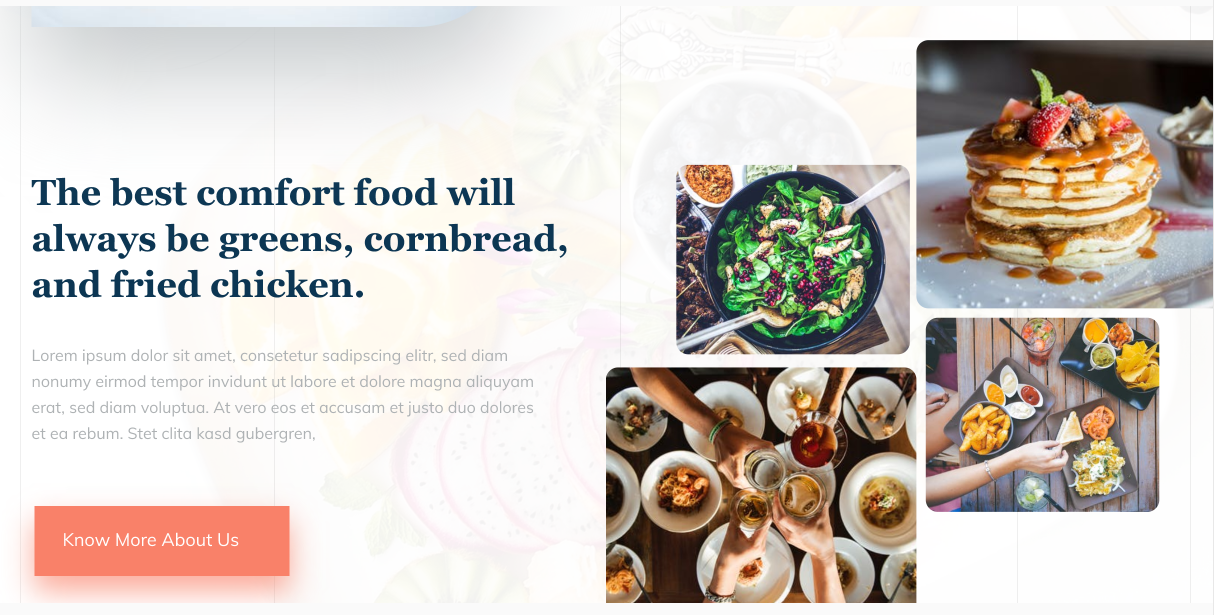 The best comfort food will
always be greens, cornbread,
and fried chicken.
Lorem ipsum dolor sit amet, consetetur sadipscing elitr, sed diam
nonumy eirmod tempor invidunt ut labore et dolore magna aliquyam
erat, sed diam voluptua. At vero eos et accusam et justo duo dolores
et ea rebum. Stet clita kasd gubergren,
Know More About Us